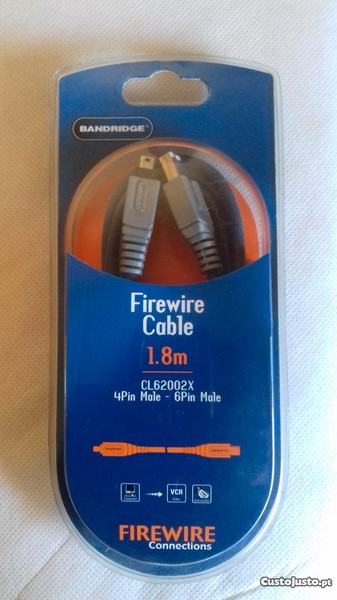 BANDRIDGE®
Firewire
Cable
1.8m
CL62002X
4Pin Male - 6Pin Male
VCR
FIREWIRE
Connections
CustoJusto.pt